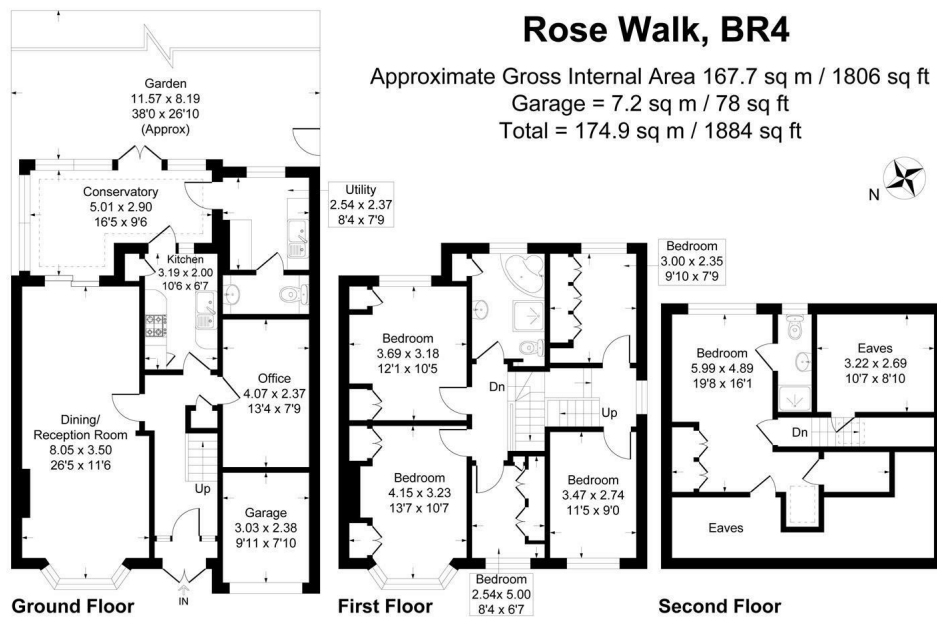 Rose Walk, BR4
Approximate Gross Internal Area 167.7 sq m / 1806 sq ft
Garage = 7.2 sq m / 78 sq ft
Total = 174.9 sq m / 1884 sq ft
N
Garden
11.57 x 8.19
38'0 x 26'10
(Approx)
Conservatory
5.01 x 2.90
16'5 x 9'6
Utility
2.54 x 2.37
8'4 x 7'9
Kitchen
3.19 x 2.00
10'6 x 6'7
Office
4.07 x 2.37
13'4 x 7'9
Dining/
Reception Room
8.05 x 3.50
26'5 x 11'6
Up
Garage
3.03 x 2.38
9'11 x 7'10
IN
Ground Floor
Bedroom
3.00 x 2.35
9'10 x 7'9
Bedroom
3.69 x 3.18
12'1 x 10'5
Dn
Up
Bedroom
4.15 x 3.23
13'7 x 10'7
Bedroom
3.47 x 2.74
11'5 x 9'0
Bedroom
2.54x 5.00
8'4 x 6'7
First Floor
Bedroom
5.99 x 4.89
19'8 x 16'1
Eaves
3.22 x 2.69
10'7 x 8'10
Dn
Eaves
Second Floor